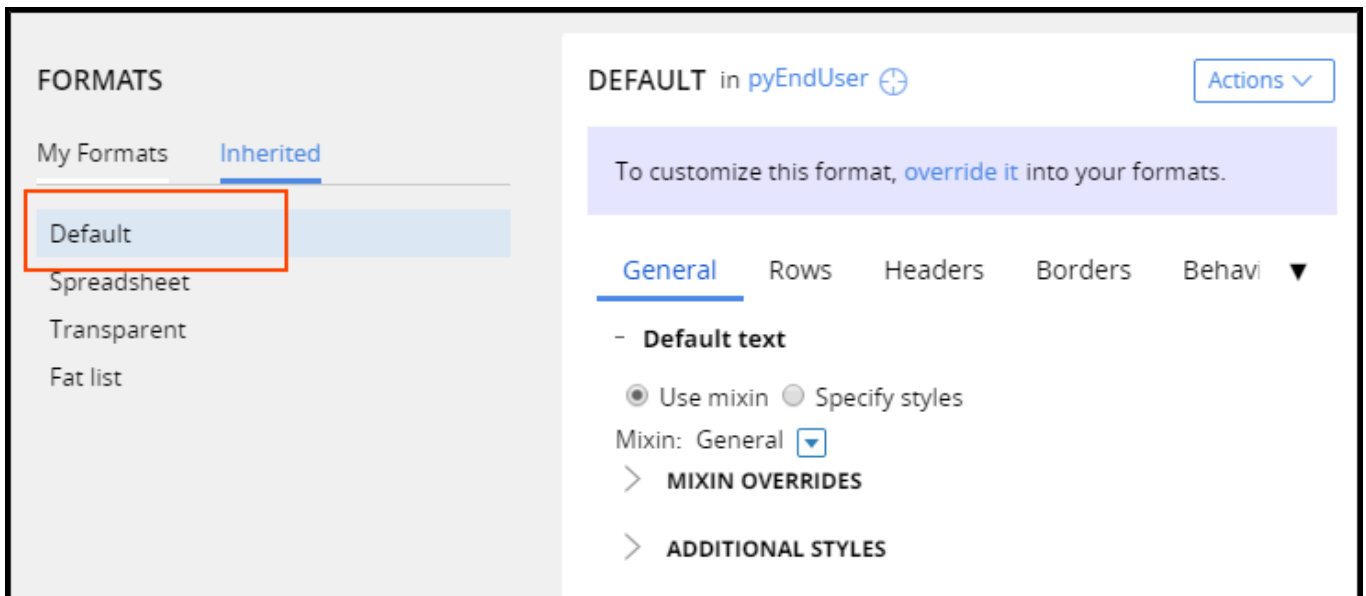 FORMATS
My Formats Inherited
Default
Spreadsheet
Transparent
Fat list
DEFAULT in pyEndUser
Actions
To customize this format, override it into your formats.
General Rows Headers Borders Behavi
Default text
Use mixin Specify styles
Mixin: General
MIXIN OVERRIDES
ADDITIONAL STYLES